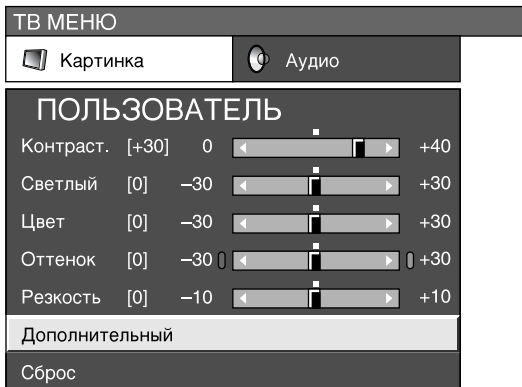 ТВ МЕНЮ
Картинка Аудио
ПОЛЬЗОВАТЕЛЬ
Контраст. [+30] 0 +40
Светлый [0] –30 +30
Цвет [0] –30 +30
Оттенок [0] –30 +30
Резкость [0] –10 +10
Дополнительный
Сброс